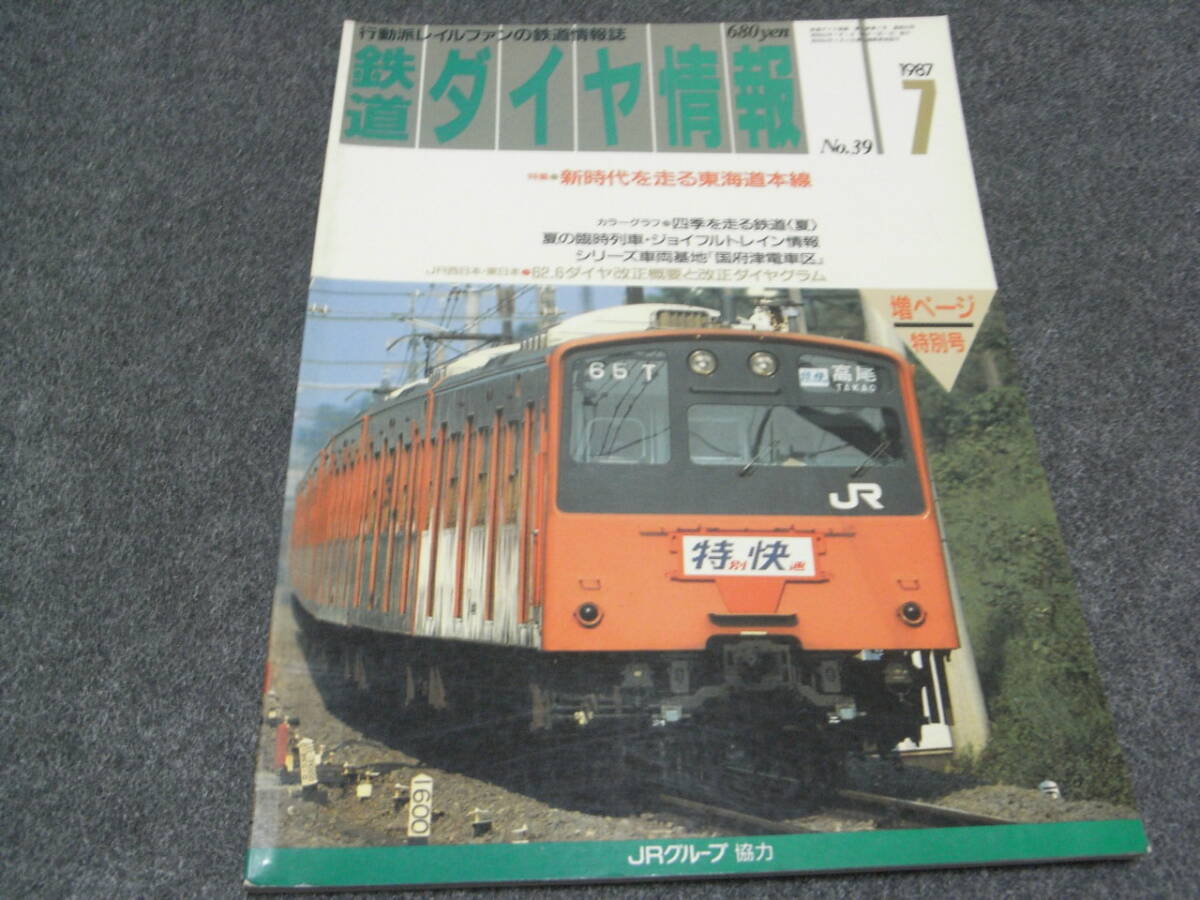 行動派レイルファンの鉄道情報誌
680yen
鉄道ダイヤ情報
1987
7
No.39
特集●新時代を走る東海道本線
カラーグラフ●四季を走る鉄道〈夏〉
夏の臨時列車・ジョイフルトレイン情報
シリーズ車両基地「国府津電車区」
JR西日本・東日本●62.6ダイヤ改正概要と改正ダイヤグラム
増ページ
特別号
65T
特快 高尾
TAKAO
JR
特別快速
0091
JRグループ 協力